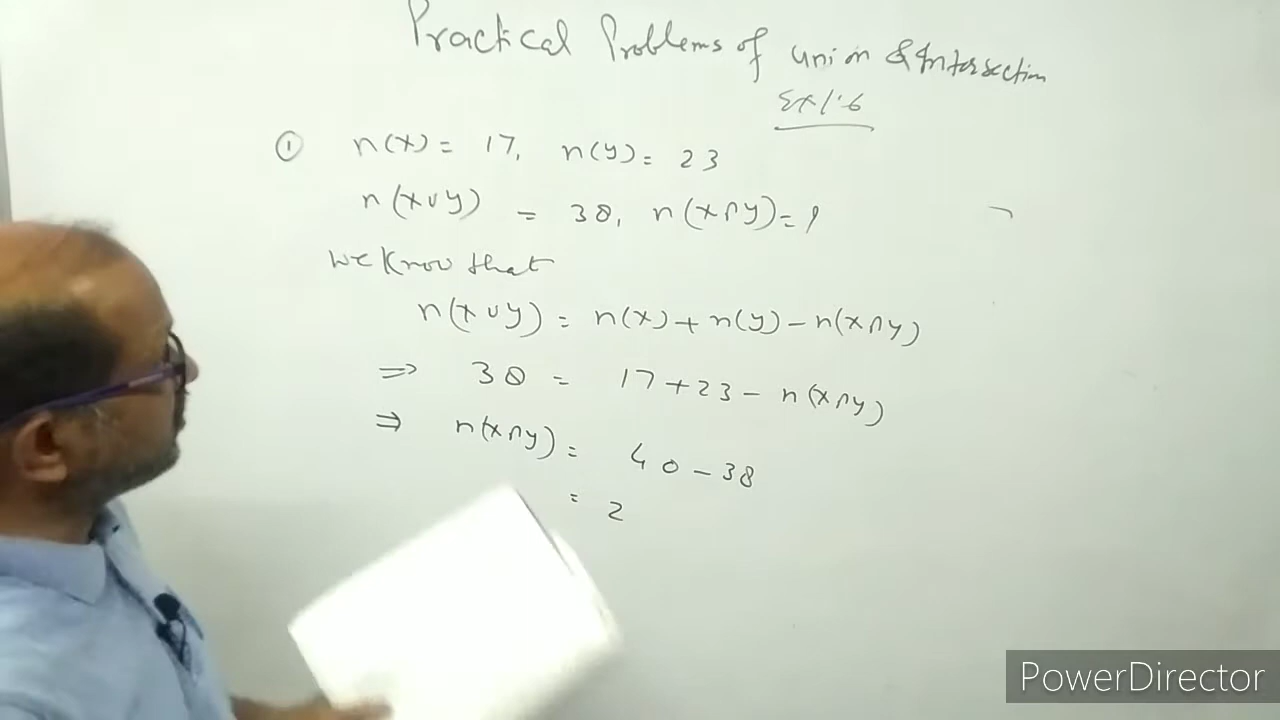 Practical Problems of Union & Intersection
Ex 1.6
① n(X) = 17, n(Y) = 23
n(X∪Y) = 38, n(X∩Y) = ?
We know that
n(X∪Y) = n(X) + n(Y) - n(X∩Y)
⇒ 38 = 17 + 23 - n(X∩Y)
⇒ n(X∩Y) = 40 - 38
= 2
PowerDirector